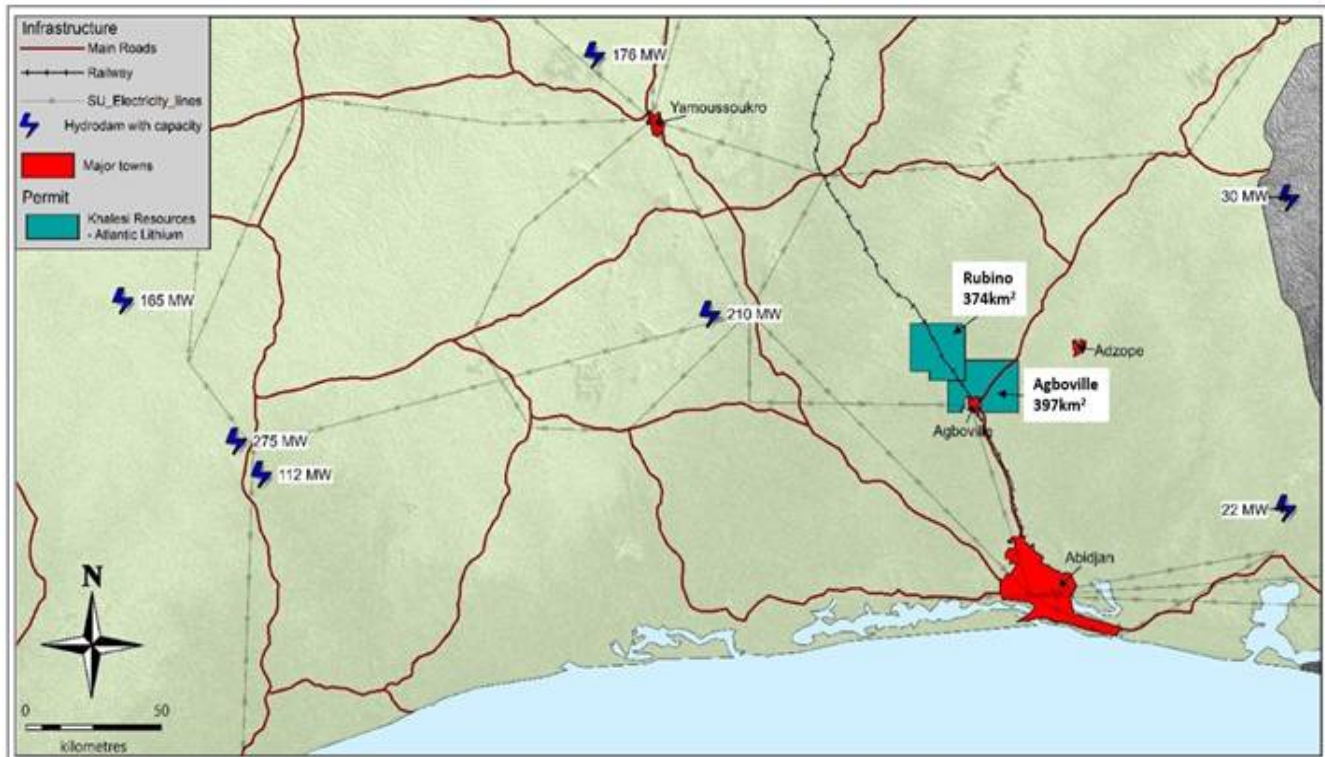 Infrastructure
Main Roads
Railway
SU_Electricity_lines
Hydrodam with capacity
Major towns
Permit
Khalesi Resources
- Atlantic Lithium
176 MW
Yamoussoukro
30 MW
165 MW
210 MW
Rubino
374km²
Adzope
Agboville
397km²
Agboville
275 MW
112 MW
22 MW
Abidjan
N
0 50
kilometres